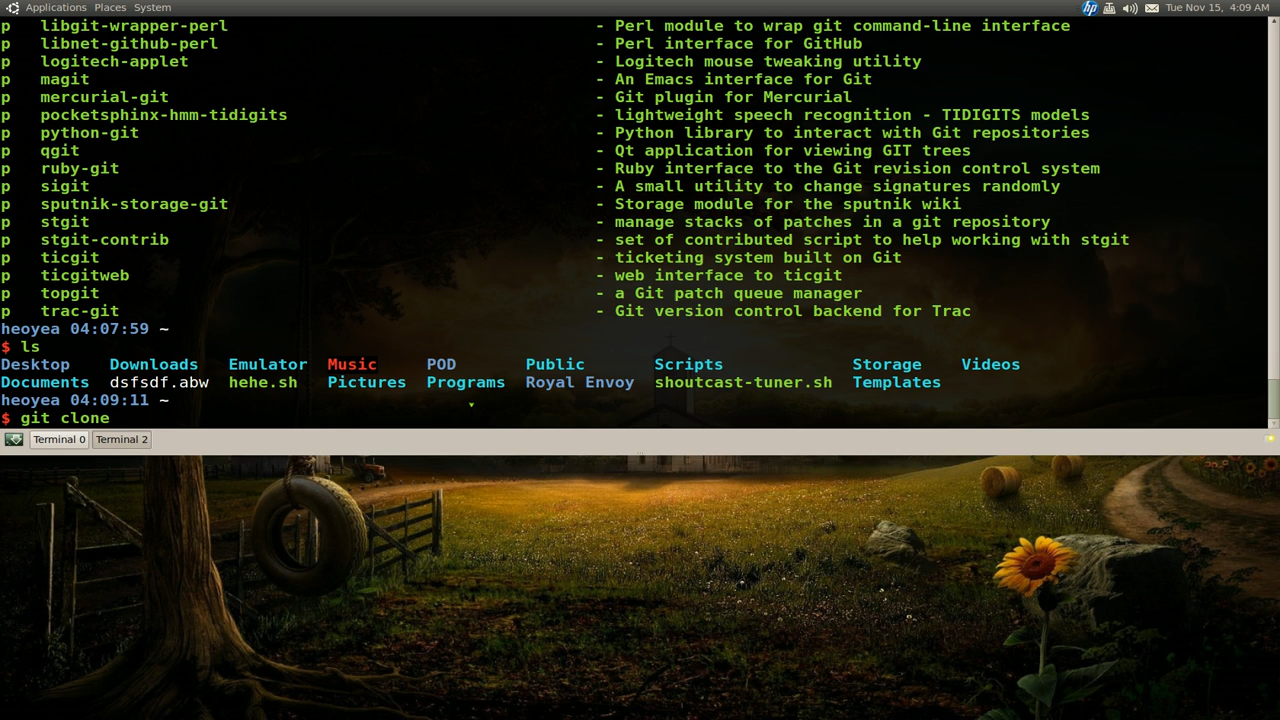 Applications Places System hp Tue Nov 15, 4:09 AM
p libgit-wrapper-perl - Perl module to wrap git command-line interface
p libnet-github-perl - Perl interface for GitHub
p logitech-applet - Logitech mouse tweaking utility
p magit - An Emacs interface for Git
p mercurial-git - Git plugin for Mercurial
p pocketsphinx-hmm-tidigits - lightweight speech recognition - TIDIGITS models
p python-git - Python library to interact with Git repositories
p qgit - Qt application for viewing GIT trees
p ruby-git - Ruby interface to the Git revision control system
p sigit - A small utility to change signatures randomly
p sputnik-storage-git - Storage module for the sputnik wiki
p stgit - manage stacks of patches in a git repository
p stgit-contrib - set of contributed script to help working with stgit
p ticgit - ticketing system built on Git
p ticgitweb - web interface to ticgit
p topgit - a Git patch queue manager
p trac-git - Git version control backend for Trac
heoyea 04:07:59 ~
$ ls
Desktop Downloads Emulator Music POD Public Scripts Storage Videos
Documents dsfsdf.abw hehe.sh Pictures Programs Royal Envoy shoutcast-tuner.sh Templates
heoyea 04:09:11 ~
$ git clone
Terminal 0 Terminal 2